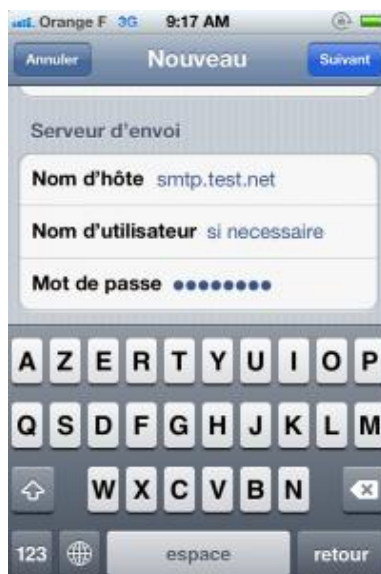 Orange F 3G 9:17 AM
Annuler Nouveau Suivant
Serveur d'envoi
Nom d'hôte smtp.test.net
Nom d'utilisateur si necessaire
Mot de passe ●●●●●●●●
A Z E R T Y U I O P
Q S D F G H J K L M
W X C V B N
123 espace retour